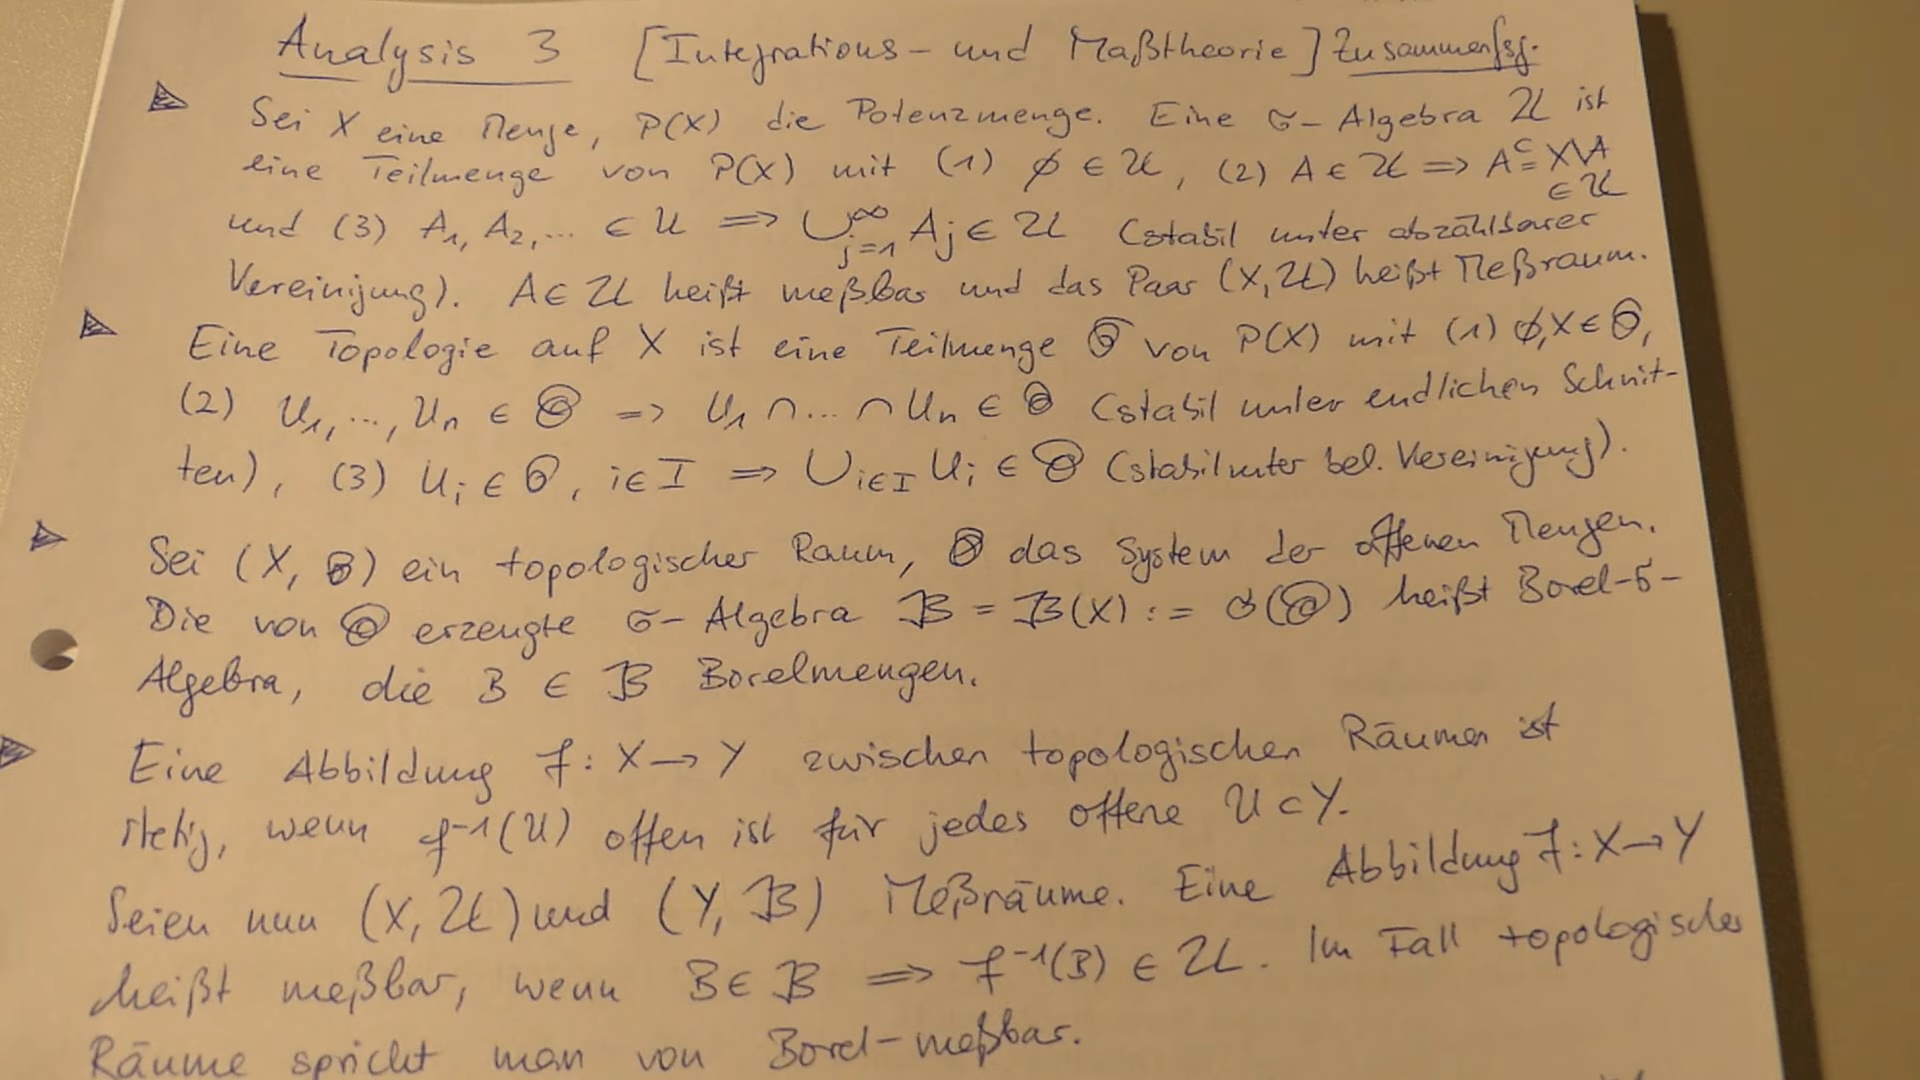 Analysis 3 [Integrations- und Maßtheorie] Zusammenfsg.
Sei X eine Menge, P(X) die Potenzmenge. Eine σ-Algebra 𝒰 ist
eine Teilmenge von P(X) mit (1) ∅ ∈ 𝒰, (2) A ∈ 𝒰 => Aᶜ = X\A
∈ 𝒰
und (3) A₁, A₂, ... ∈ 𝒰 => ⋃_{j=1}^∞ Aj ∈ 𝒰 (stabil unter abzählbarer
Vereinigung). A ∈ 𝒰 heißt meßbar und das Paar (X, 𝒰) heißt Meßraum.
Eine Topologie auf X ist eine Teilmenge 𝒪 von P(X) mit (1) ∅, X ∈ 𝒪,
(2) U₁, ..., Uₙ ∈ 𝒪 => U₁ ∩ ... ∩ Uₙ ∈ 𝒪 (stabil unter endlichen Schnit-
ten), (3) Uᵢ ∈ 𝒪, i ∈ I => ⋃_{i∈I} Uᵢ ∈ 𝒪 (stabil unter bel. Vereinigung).
Sei (X, 𝒪) ein topologischer Raum, 𝒪 das System der offenen Mengen.
Die von 𝒪 erzeugte σ-Algebra 𝔹 = 𝔹(X) := σ(𝒪) heißt Borel-σ-
Algebra, die B ∈ 𝔹 Borelmengen.
Eine Abbildung f: X → Y zwischen topologischen Räumen ist
stetig, wenn f⁻¹(U) offen ist für jedes offene U ⊂ Y.
Seien nun (X, 𝒰) und (Y, 𝔹) Meßräume. Eine Abbildung f: X → Y
heißt meßbar, wenn B ∈ 𝔹 => f⁻¹(B) ∈ 𝒰. Im Fall topologischer
Räume spricht man von Borel-meßbar.